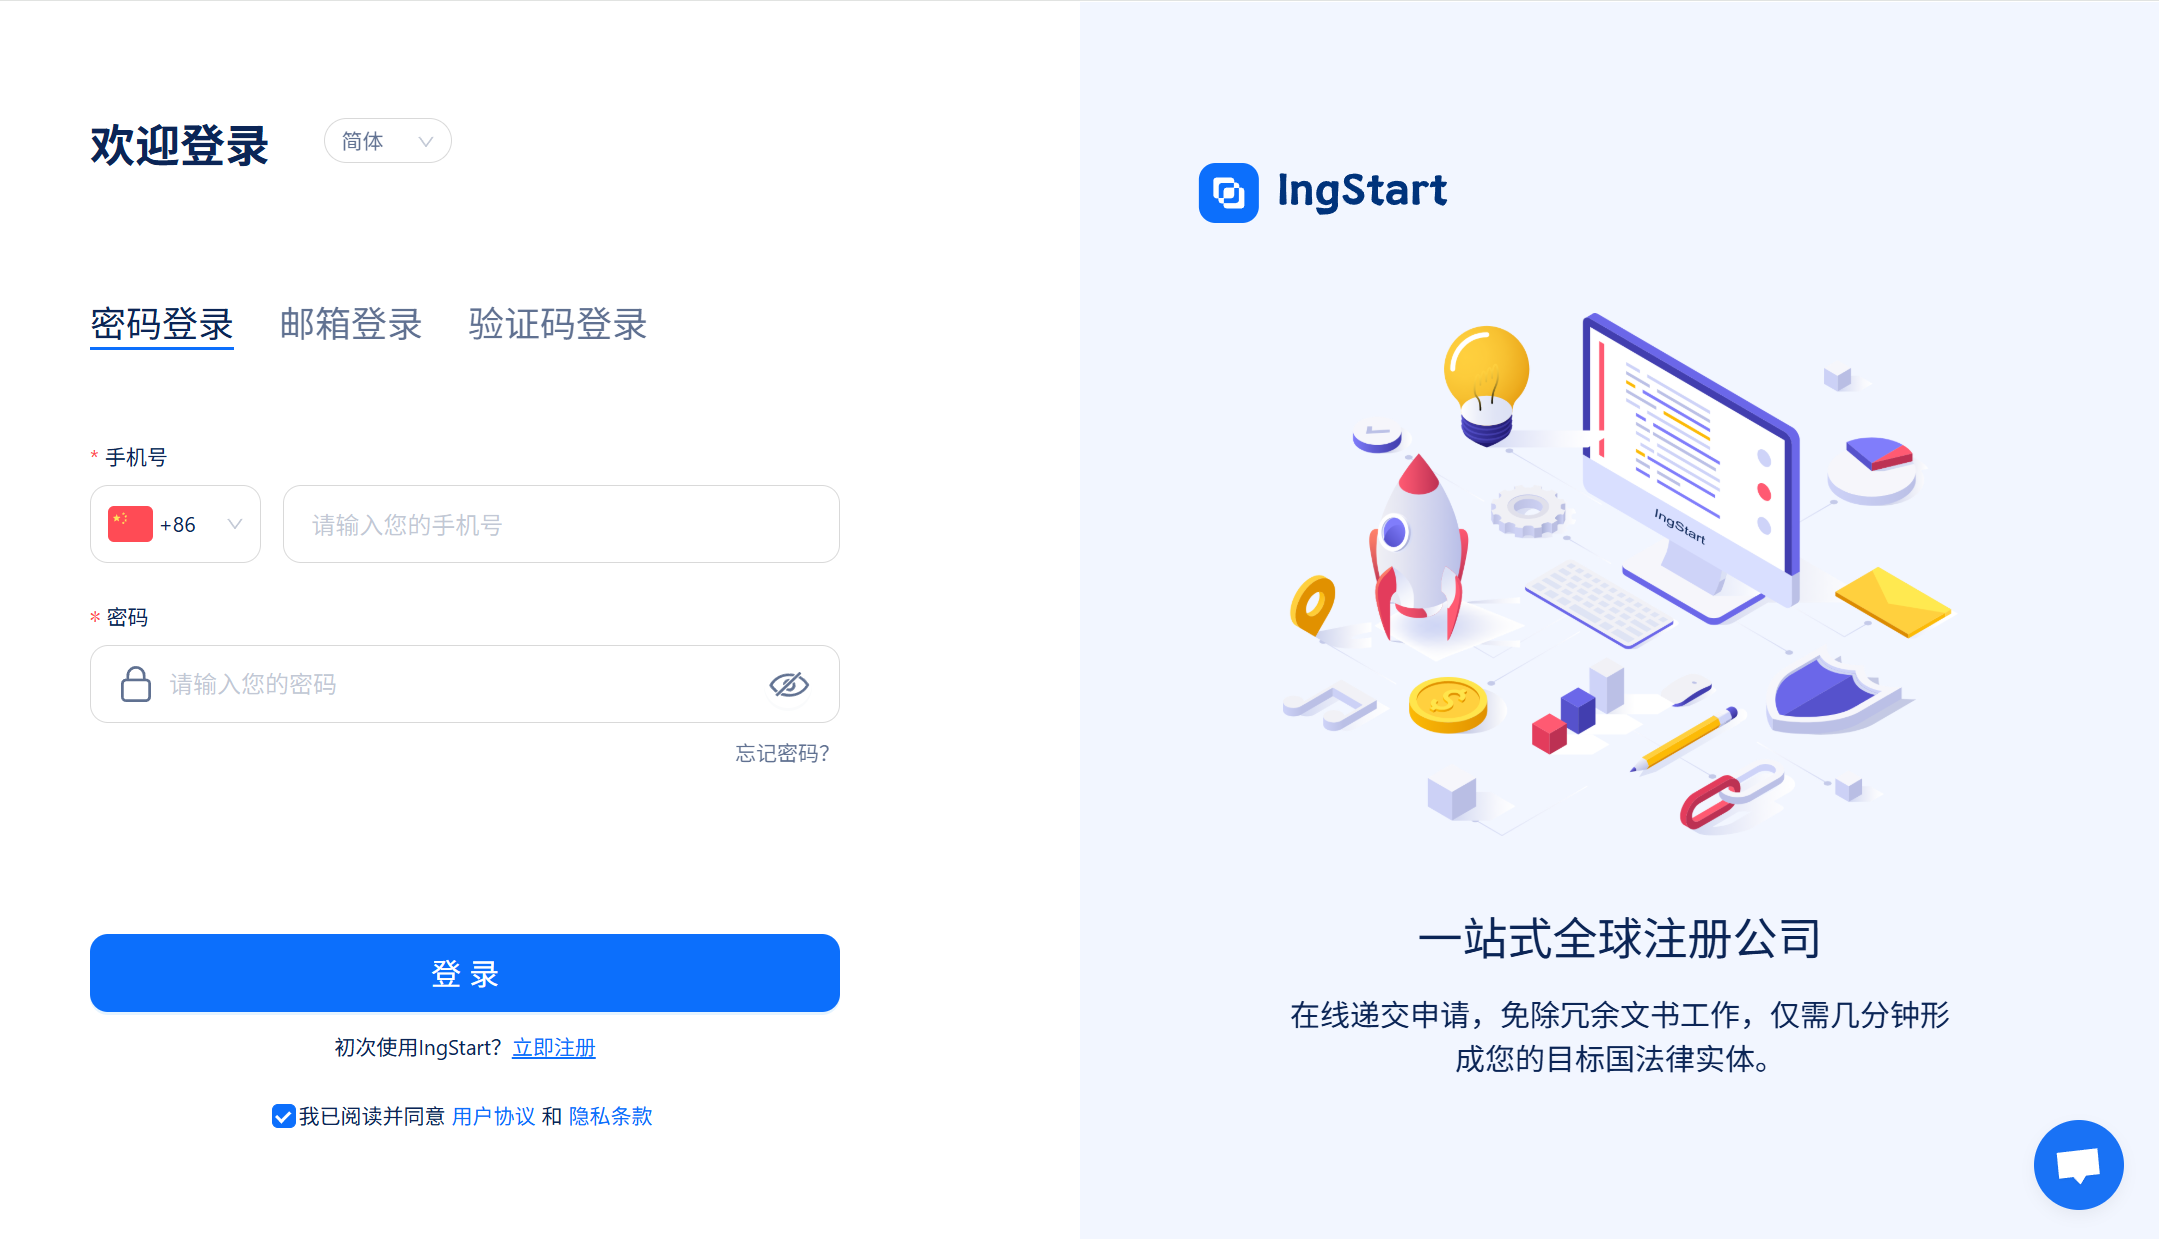 欢迎登录
简体
密码登录
邮箱登录
验证码登录
* 手机号
+86
请输入您的手机号
* 密码
请输入您的密码
忘记密码?
登 录
初次使用IngStart? 立即注册
我已阅读并同意 用户协议 和 隐私条款
IngStart
IngStart
一站式全球注册公司
在线递交申请，免除冗余文书工作，仅需几分钟形
成您的目标国法律实体。